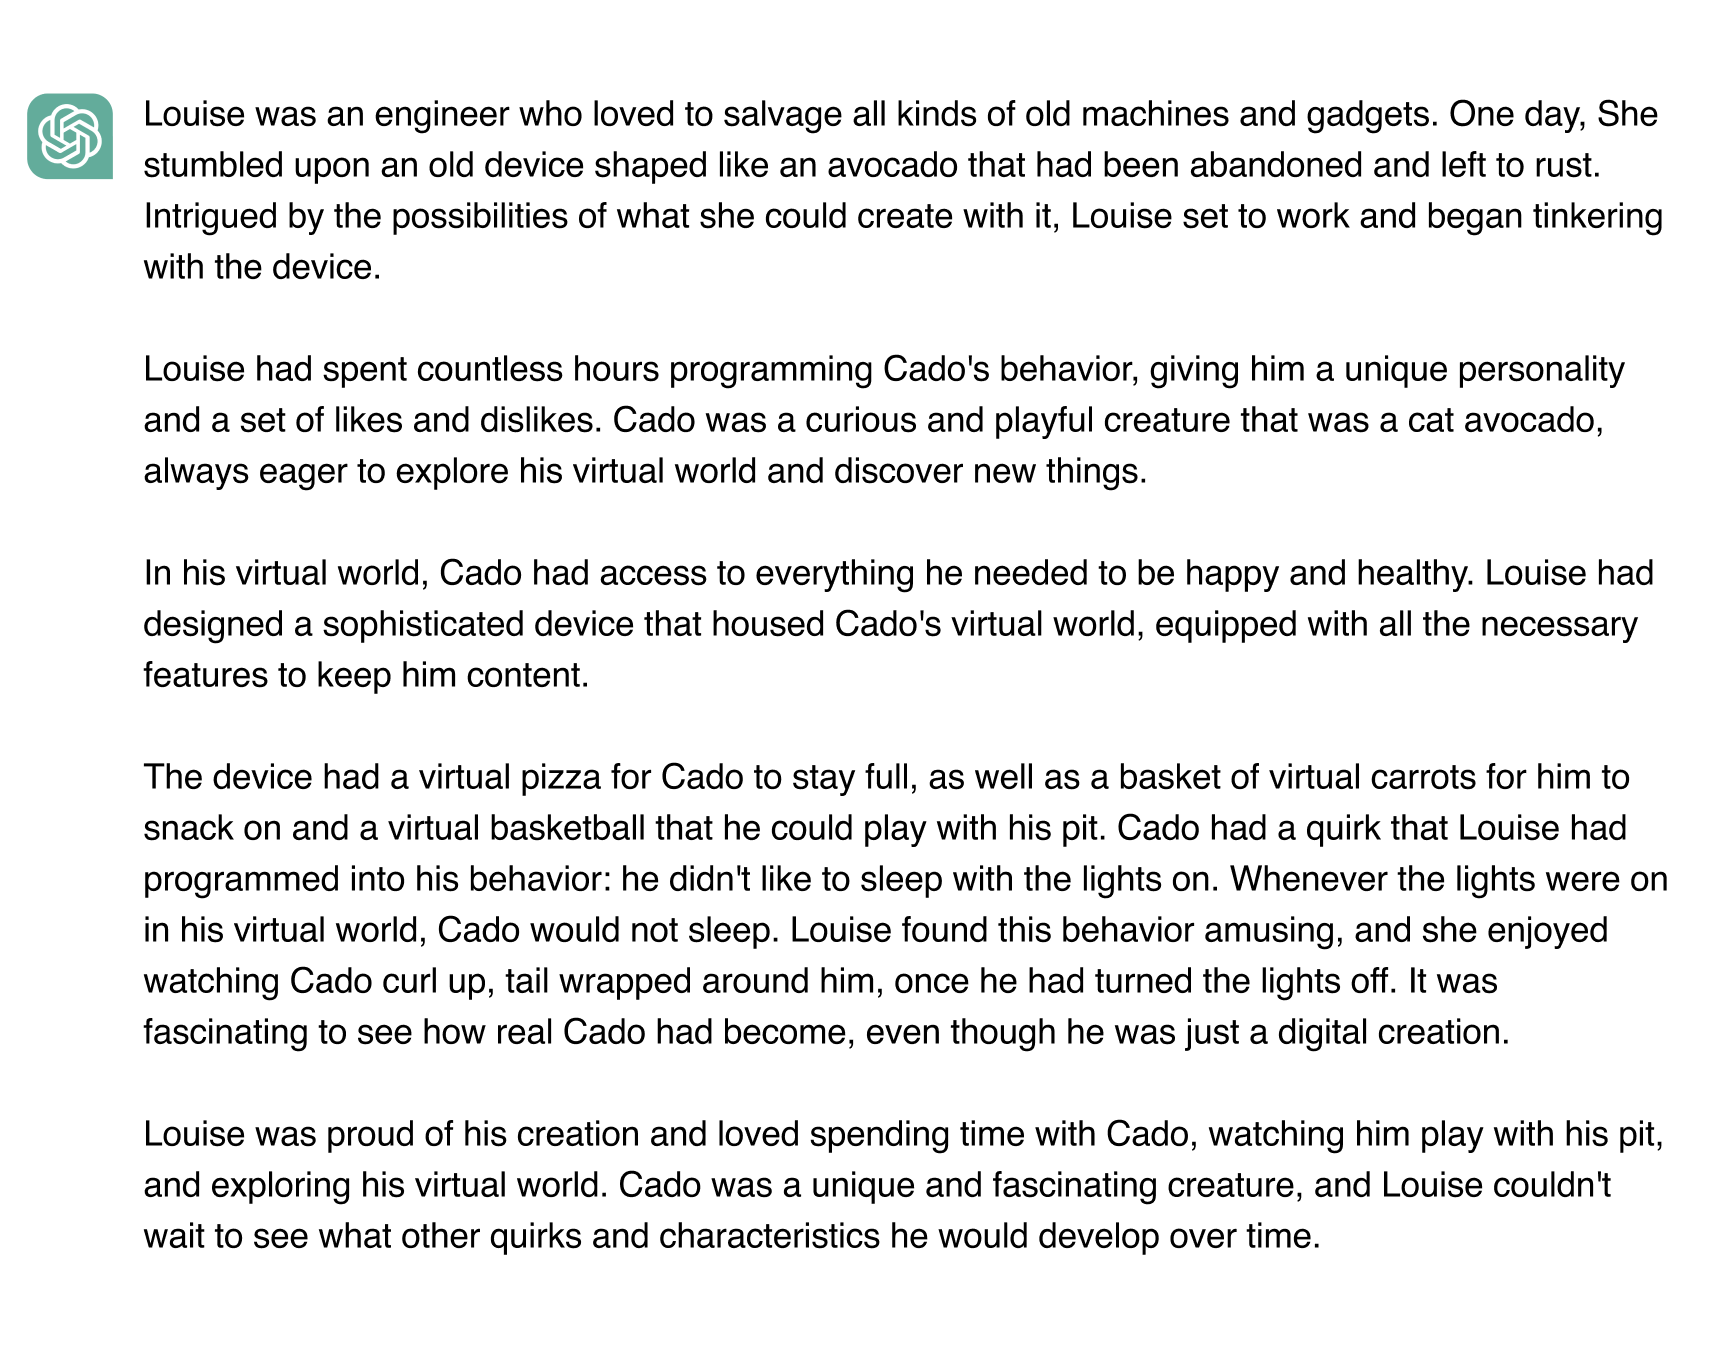 Louise was an engineer who loved to salvage all kinds of old machines and gadgets. One day, She
stumbled upon an old device shaped like an avocado that had been abandoned and left to rust.
Intrigued by the possibilities of what she could create with it, Louise set to work and began tinkering
with the device.
Louise had spent countless hours programming Cado's behavior, giving him a unique personality
and a set of likes and dislikes. Cado was a curious and playful creature that was a cat avocado,
always eager to explore his virtual world and discover new things.
In his virtual world, Cado had access to everything he needed to be happy and healthy. Louise had
designed a sophisticated device that housed Cado's virtual world, equipped with all the necessary
features to keep him content.
The device had a virtual pizza for Cado to stay full, as well as a basket of virtual carrots for him to
snack on and a virtual basketball that he could play with his pit. Cado had a quirk that Louise had
programmed into his behavior: he didn't like to sleep with the lights on. Whenever the lights were on
in his virtual world, Cado would not sleep. Louise found this behavior amusing, and she enjoyed
watching Cado curl up, tail wrapped around him, once he had turned the lights off. It was
fascinating to see how real Cado had become, even though he was just a digital creation.
Louise was proud of his creation and loved spending time with Cado, watching him play with his pit,
and exploring his virtual world. Cado was a unique and fascinating creature, and Louise couldn't
wait to see what other quirks and characteristics he would develop over time.